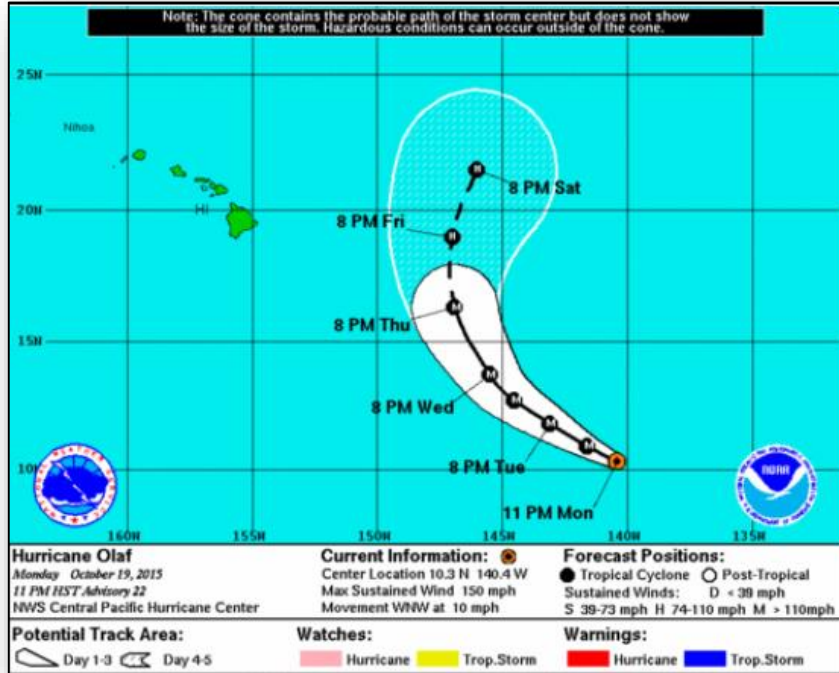 Note: The cone contains the probable path of the storm center but does not show
the size of the storm. Hazardous conditions can occur outside of the cone.
25N
Nihoa
M
8 PM Sat
20N
HI
8 PM Fri
H
M
8 PM Thu
15N
M
8 PM Wed
M
M
M
8 PM Tue
10N
NOAA
11 PM Mon
160W 155W 150W 145W 140W 135W
Hurricane Olaf
Monday October 19, 2015
11 PM HST Advisory 22
NWS Central Pacific Hurricane Center
Current Information:
Center Location 10.3 N 140.4 W
Max Sustained Wind 150 mph
Movement WNW at 10 mph
Forecast Positions:
Tropical Cyclone Post-Tropical
Sustained Winds: D < 39 mph
S 39-73 mph H 74-110 mph M > 110mph
Potential Track Area:
Day 1-3 Day 4-5
Watches:
Hurricane Trop.Storm
Warnings:
Hurricane Trop.Storm